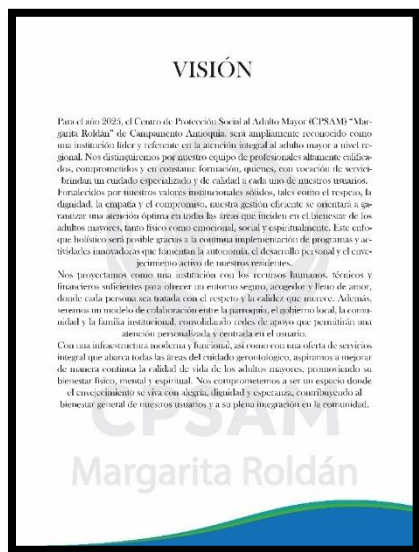 VISIÓN
Para el año 2025, el Centro de Protección Social al Adulto Mayor (CPSAM) "Mar-
garita Roldán" de Campamento Antioquia, será ampliamente reconocido como
una institución líder y referente en la atención integral al adulto mayor a nivel re-
gional. Nos distinguiremos por nuestro equipo de profesionales altamente califica-
dos, comprometidos y en constante formación, quienes, con vocación de servici-
brindan un cuidado especializado y de calidad a cada uno de nuestros usuarios.
Fortalecidos por nuestros valores institucionales sólidos, tales como el respeto, la
dignidad, la empatía y el compromiso, nuestra gestión eficiente se orientará a ga-
rantizar una atención óptima en todas las áreas que inciden en el bienestar de los
adultos mayores, tanto físico como emocional, social y espiritualmente. Este enfo-
que holístico será posible gracias a la continua implementación de programas y ac-
tividades innovadoras que fomentan la autonomía, el desarrollo personal y el enve-
jecimiento activo de nuestros residentes.
Nos proyectamos como una institución con los recursos humanos, técnicos y
financieros suficientes para ofrecer un entorno seguro, acogedor y lleno de amor,
donde cada persona sea tratada con el respeto y la calidez que merece. Además,
seremos un modelo de colaboración entre la parroquia, el gobierno local, la comu-
nidad y la familia institucional, consolidando redes de apoyo que permitirán una
atención personalizada y centrada en el usuario.
Con una infraestructura moderna y funcional, así como con una oferta de servicios
integral que abarca todas las áreas del cuidado gerontológico, aspiramos a mejorar
de manera continua la calidad de vida de los adultos mayores, promoviendo su
bienestar físico, mental y espiritual. Nos comprometemos a ser un espacio donde
el envejecimiento se viva con alegría, dignidad y esperanza, contribuyendo al
bienestar general de nuestros usuarios y a su plena integración en la comunidad.
CPSAM
Margarita Roldán